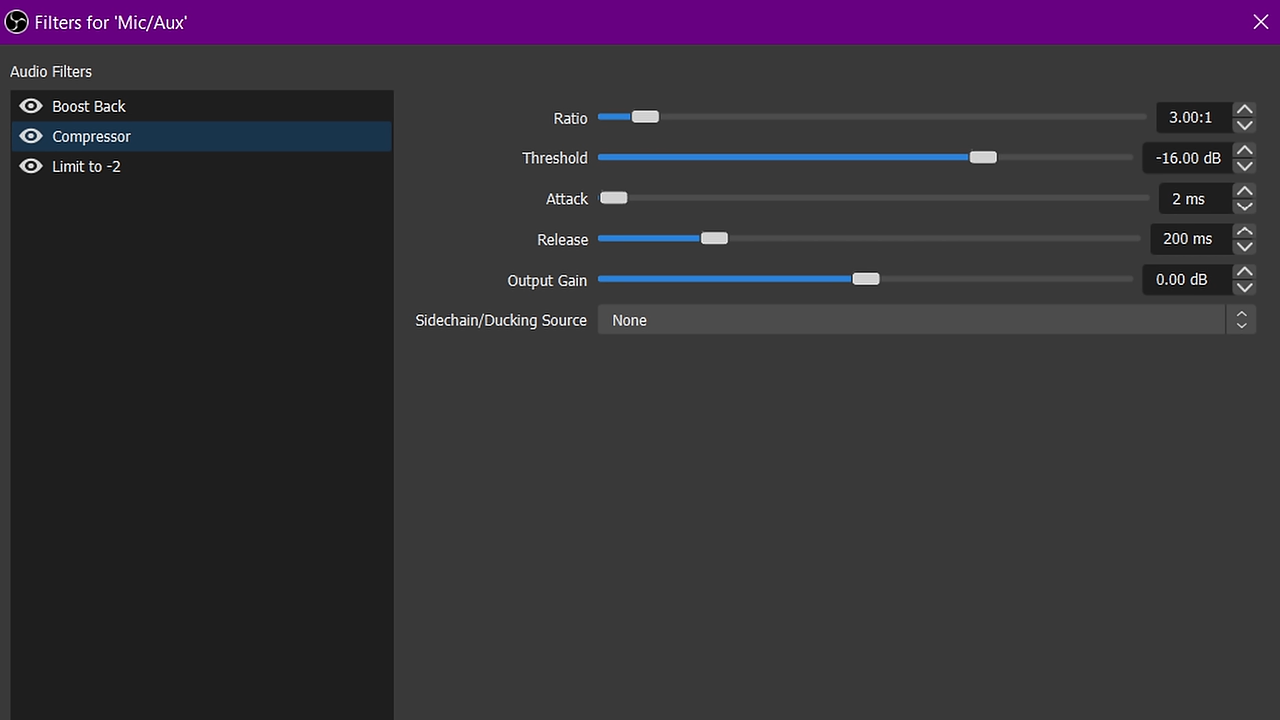 Filters for 'Mic/Aux'
Audio Filters
Boost Back
Compressor
Limit to -2
Ratio 3.00:1
Threshold -16.00 dB
Attack 2 ms
Release 200 ms
Output Gain 0.00 dB
Sidechain/Ducking Source None